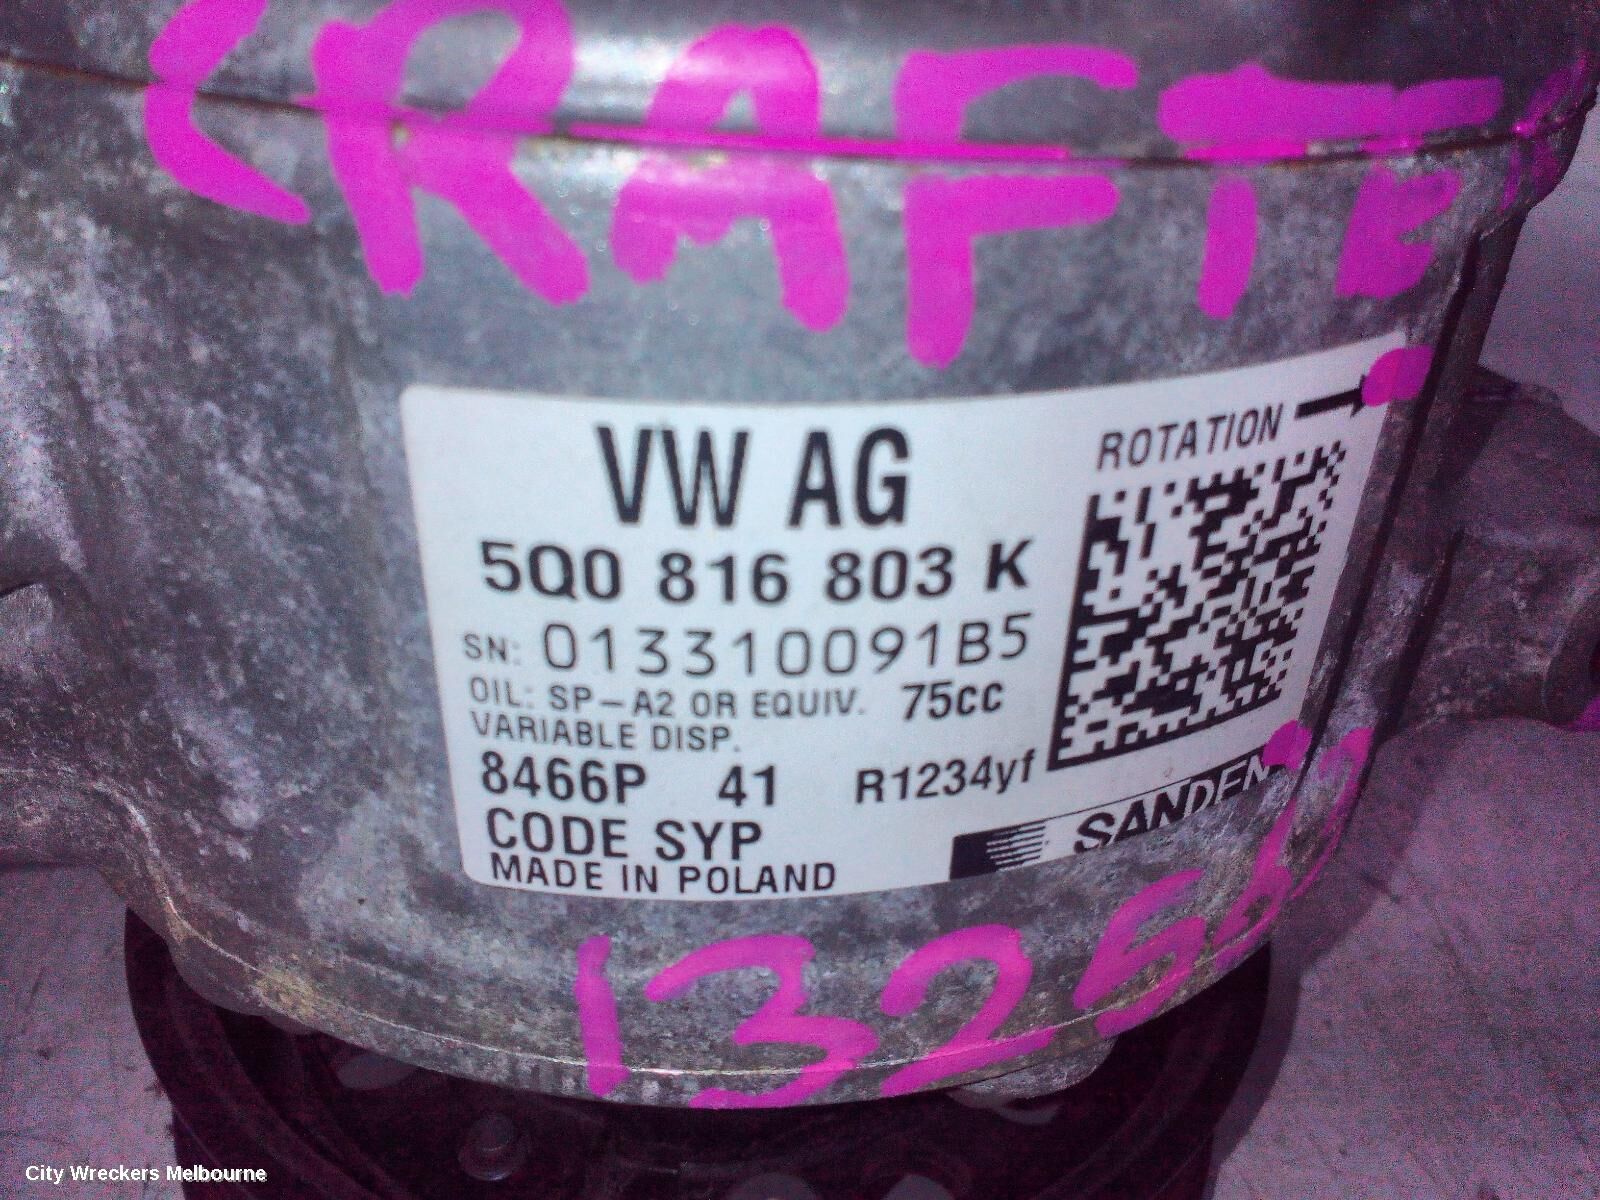 CRAFTE
VW AG
ROTATION
5Q0 816 803 K
SN: 013310091B5
OIL: SP-A2 OR EQUIV. 75cc
VARIABLE DISP.
8466P 41 R1234yf
CODE SYP
SANDEN
MADE IN POLAND
City Wreckers Melbourne